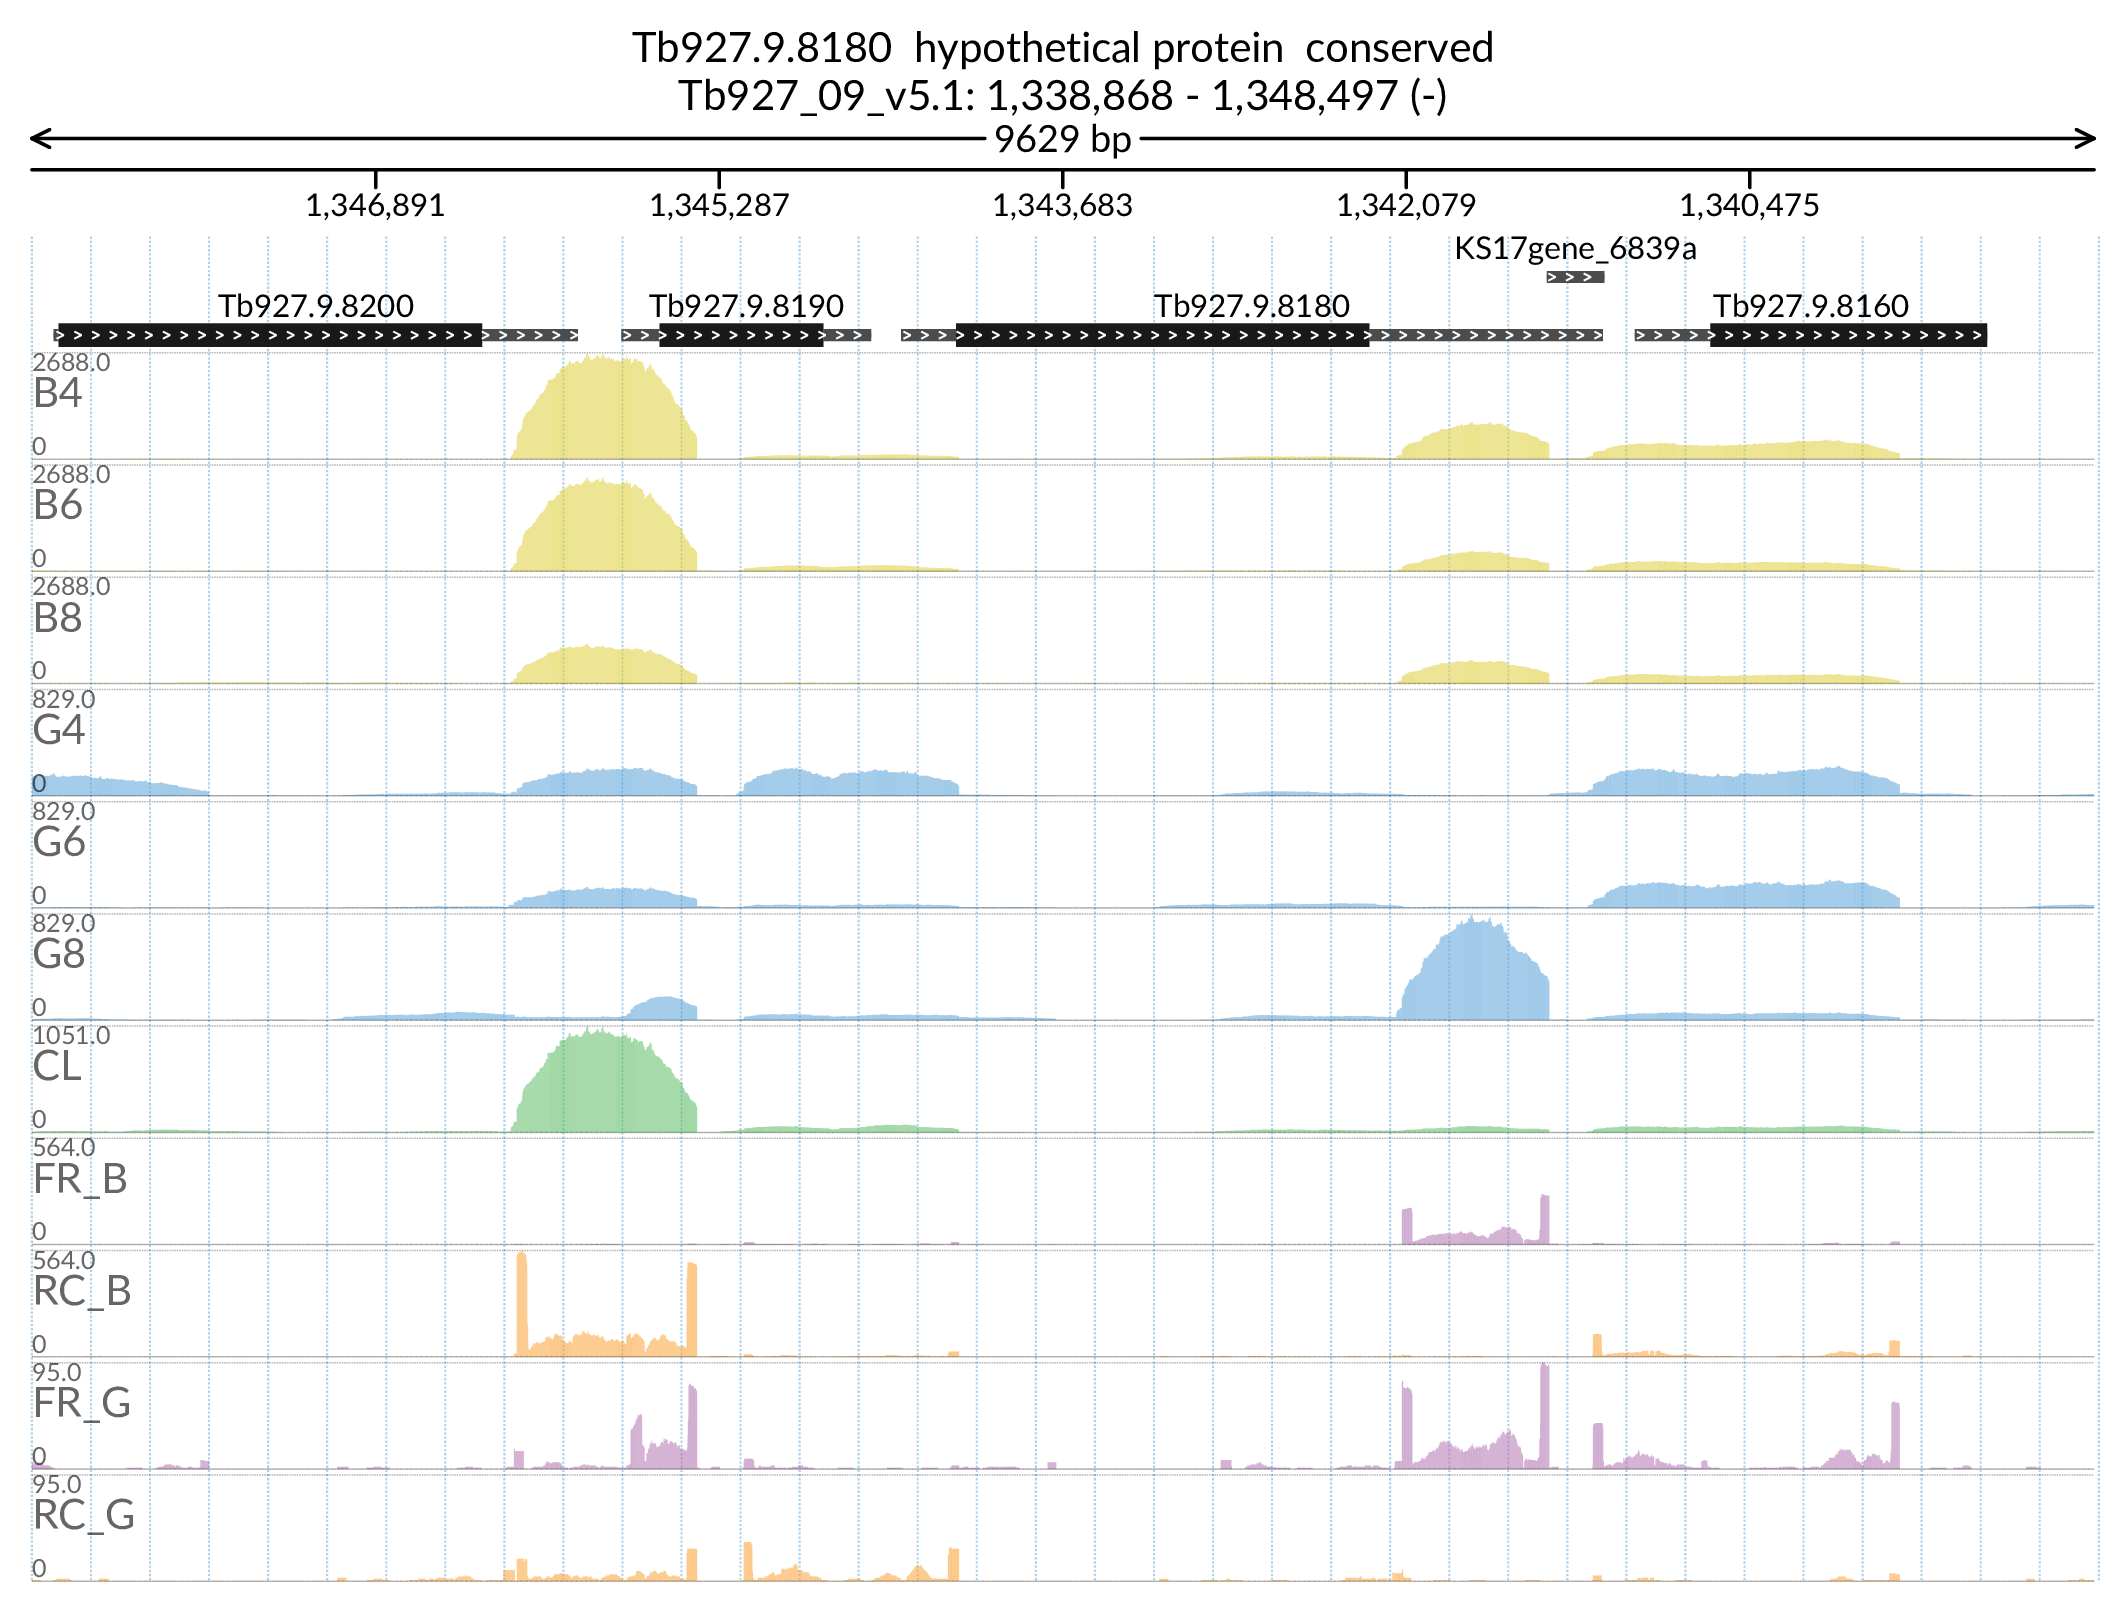 Tb927.9.8180 hypothetical protein conserved
Tb927_09_v5.1: 1,338,868 - 1,348,497 (-)
9629 bp
1,346,891 1,345,287 1,343,683 1,342,079 1,340,475
KS17gene_6839a
Tb927.9.8200 Tb927.9.8190 Tb927.9.8180 Tb927.9.8160
2688.0
B4
0
2688.0
B6
0
2688.0
B8
0
829.0
G4
0
829.0
G6
0
829.0
G8
0
1051.0
CL
0
564.0
FR_B
0
564.0
RC_B
0
95.0
FR_G
0
95.0
RC_G
0